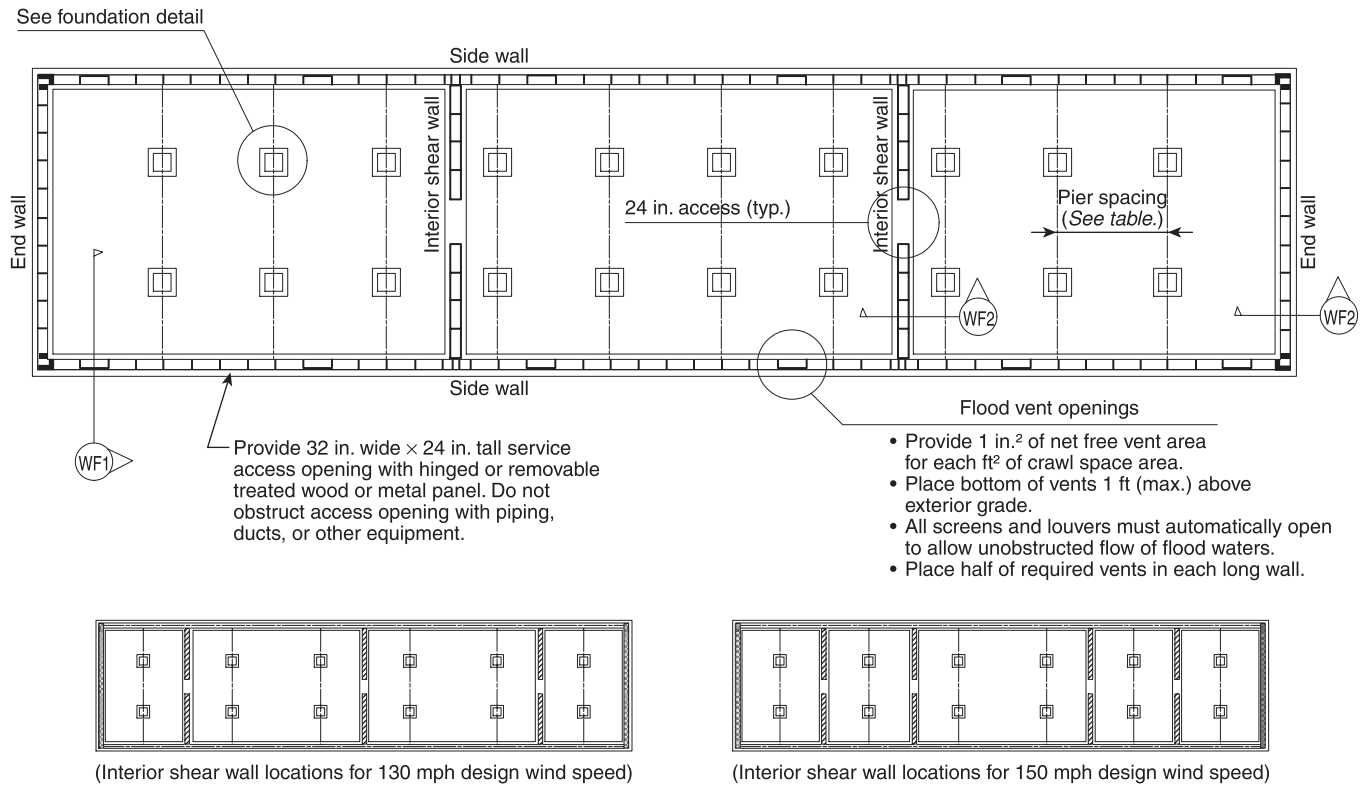 See foundation detail
Side wall
Interior shear wall
Interior shear wall
End wall
24 in. access (typ.)
Pier spacing
(See table.)
End wall
WF2
WF2
Side wall
WF1
Provide 32 in. wide × 24 in. tall service
access opening with hinged or removable
treated wood or metal panel. Do not
obstruct access opening with piping,
ducts, or other equipment.
Flood vent openings
• Provide 1 in.² of net free vent area
for each ft² of crawl space area.
• Place bottom of vents 1 ft (max.) above
exterior grade.
• All screens and louvers must automatically open
to allow unobstructed flow of flood waters.
• Place half of required vents in each long wall.
(Interior shear wall locations for 130 mph design wind speed)
(Interior shear wall locations for 150 mph design wind speed)